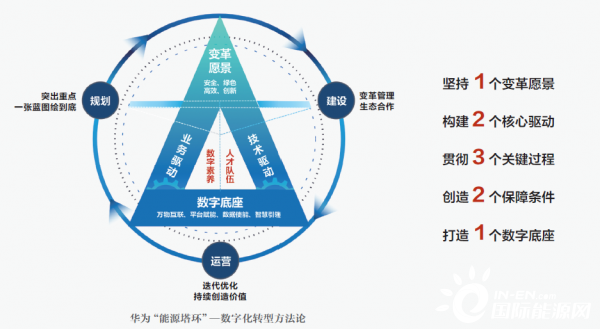 变革
愿景
安全、绿色
高效、创新
突出重点
一张蓝图绘到底
规划
建设
变革管理
生态合作
业务驱动
数字素养
人才队伍
技术驱动
数字底座
万物互联、平台赋能、数据使能、智慧引领
运营
迭代优化
持续创造价值
华为“能源塔环”—数字化转型方法论
坚持 1 个变革愿景
构建 2 个核心驱动
贯彻 3 个关键过程
创造 2 个保障条件
打造 1 个数字底座
IN-EN.com
国际能源网